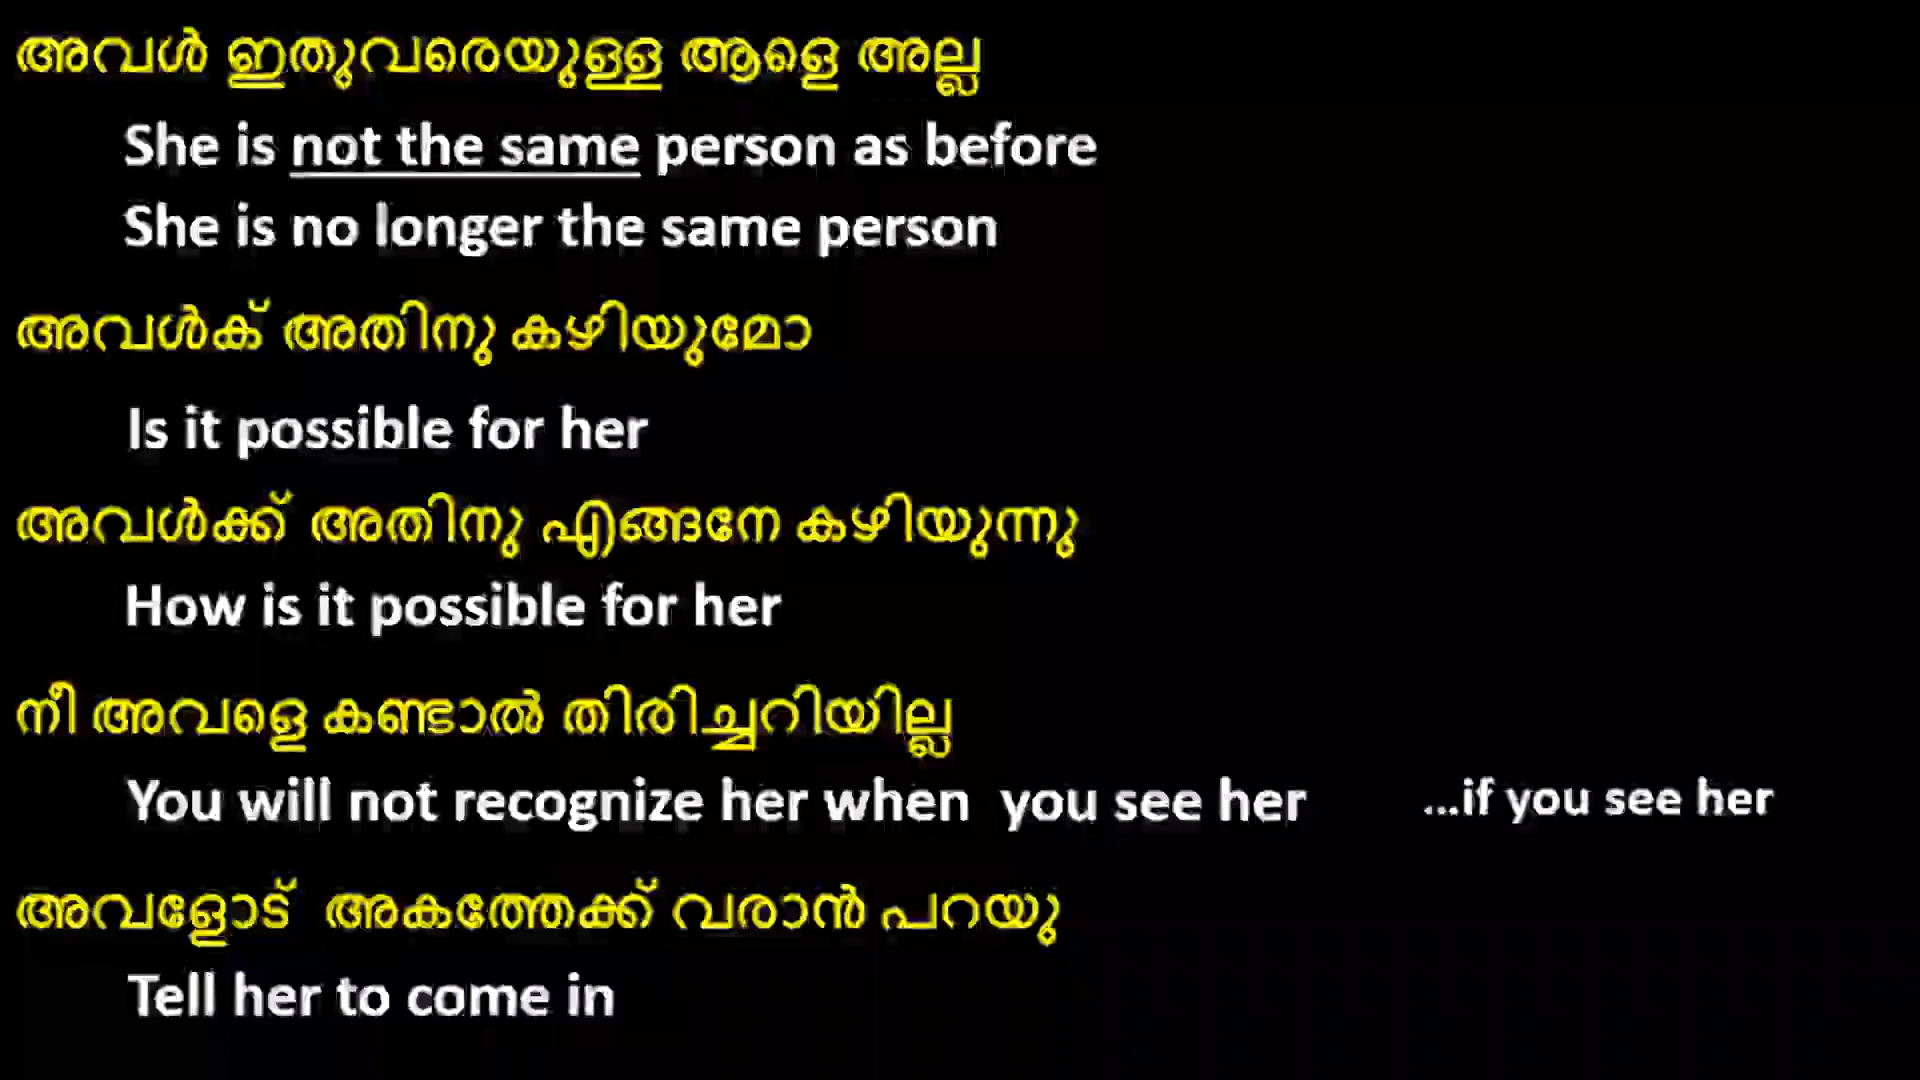 അവൾ ഇതുവരെയുള്ള ആളെ അല്ല
She is not the same person as before
She is no longer the same person
അവൾക് അതിനു കഴിയുമോ
Is it possible for her
അവൾക്ക് അതിനു എങ്ങനേ കഴിയുന്നു
How is it possible for her
നീ അവളെ കണ്ടാൽ തിരിച്ചറിയില്ല
You will not recognize her when you see her ...if you see her
അവളോട് അകത്തേക്ക് വരാൻ പറയു
Tell her to come in